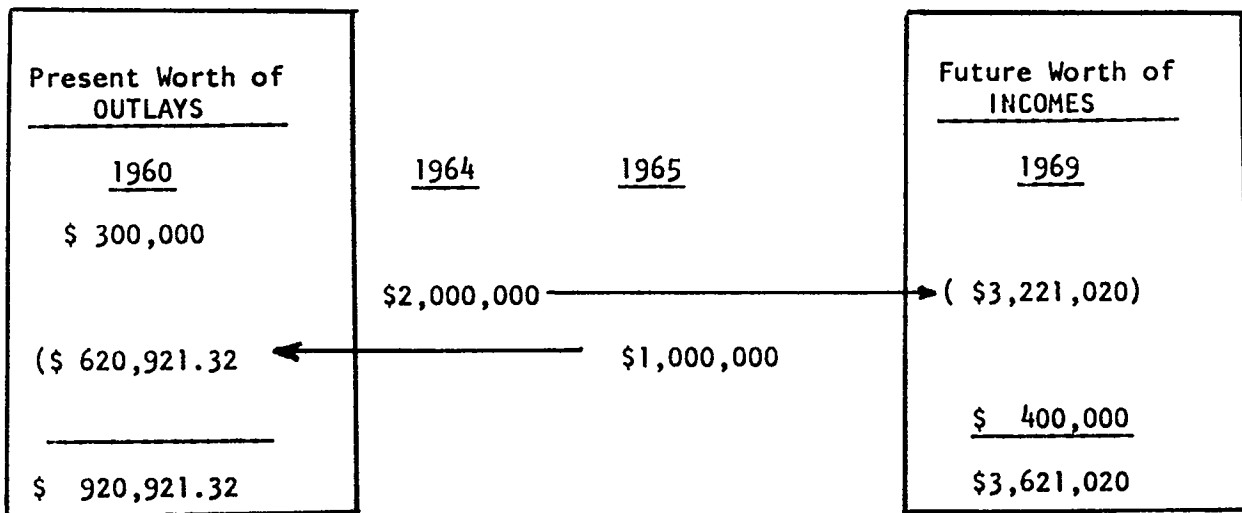 Present Worth of
OUTLAYS
Future Worth of
INCOMES
1960 1964 1965 1969
$ 300,000
$2,000,000 ( $3,221,020)
($ 620,921.32 $1,000,000
$ 400,000
$ 920,921.32 $3,621,020